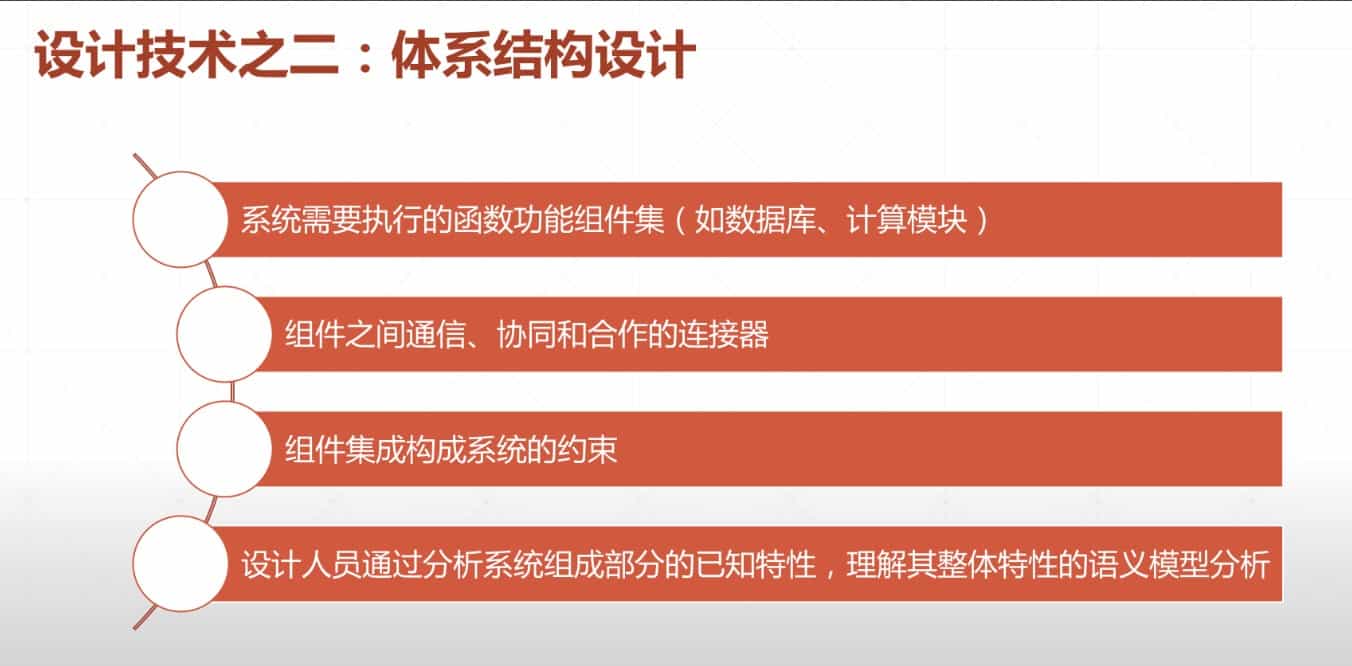 设计技术之二：体系结构设计
系统需要执行的函数功能组件集（如数据库、计算模块）
组件之间通信、协同和合作的连接器
组件集成构成系统的约束
设计人员通过分析系统组成部分的已知特性，理解其整体特性的语义模型分析